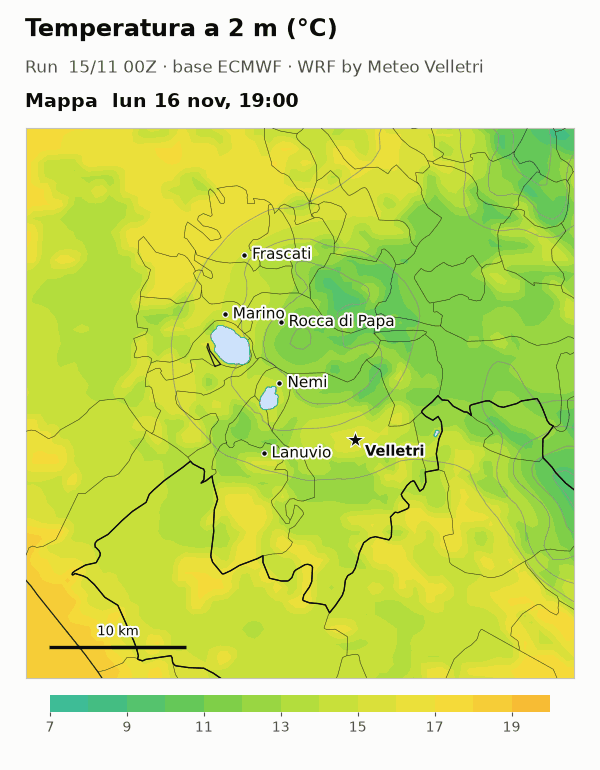 Temperatura a 2 m (°C)
Run  15/11 00Z · base ECMWF · WRF by Meteo Velletri
Mappa  lun 16 nov, 19:00
Frascati
Marino
Rocca di Papa
Nemi
Velletri
Lanuvio
10 km
7 9 11 13 15 17 19